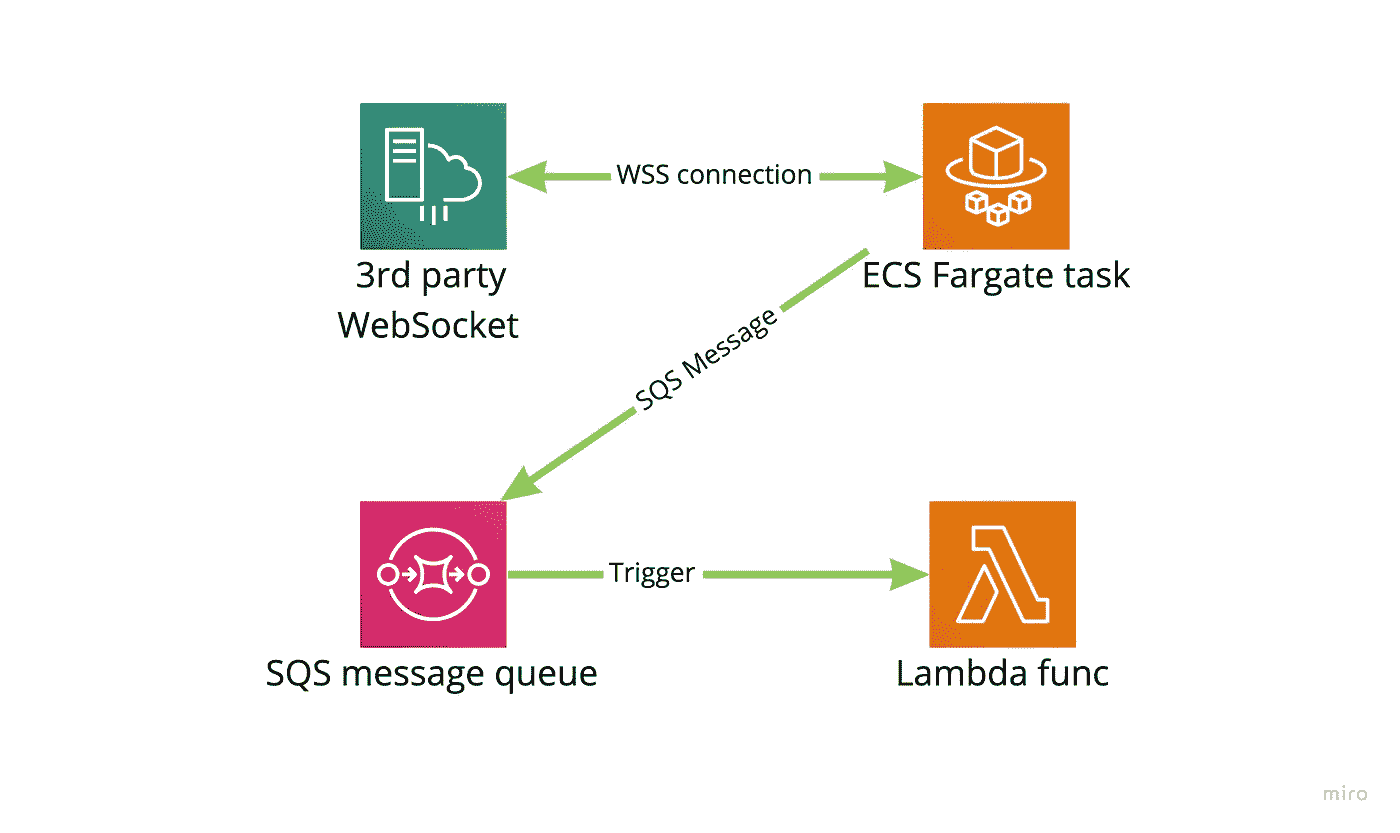 WSS connection
3rd party
WebSocket
ECS Fargate task
SQS Message
Trigger
SQS message queue
Lambda func
miro